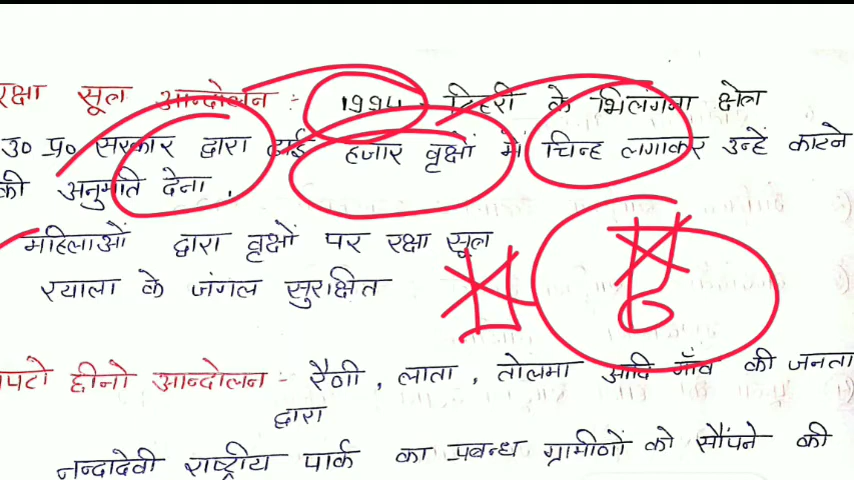 रक्षा सूत्र आन्दोलन :- 1994 - टिहरी के भिलंगना क्षेत्र
उ० प्र० सरकार द्वारा ढाई हजार वृक्षों में चिन्ह लगाकर उन्हें काटने
की अनुमति देना ,
महिलाओं द्वारा वृक्षों पर रक्षा सूत्र
रयाला के जंगल सुरक्षित
झपटो छीनो आन्दोलन - रैणी , लाता , तोलमा आदि गाँव की जनता
द्वारा
नन्दादेवी राष्ट्रीय पार्क का प्रबन्ध ग्रामीणों को सौंपने की